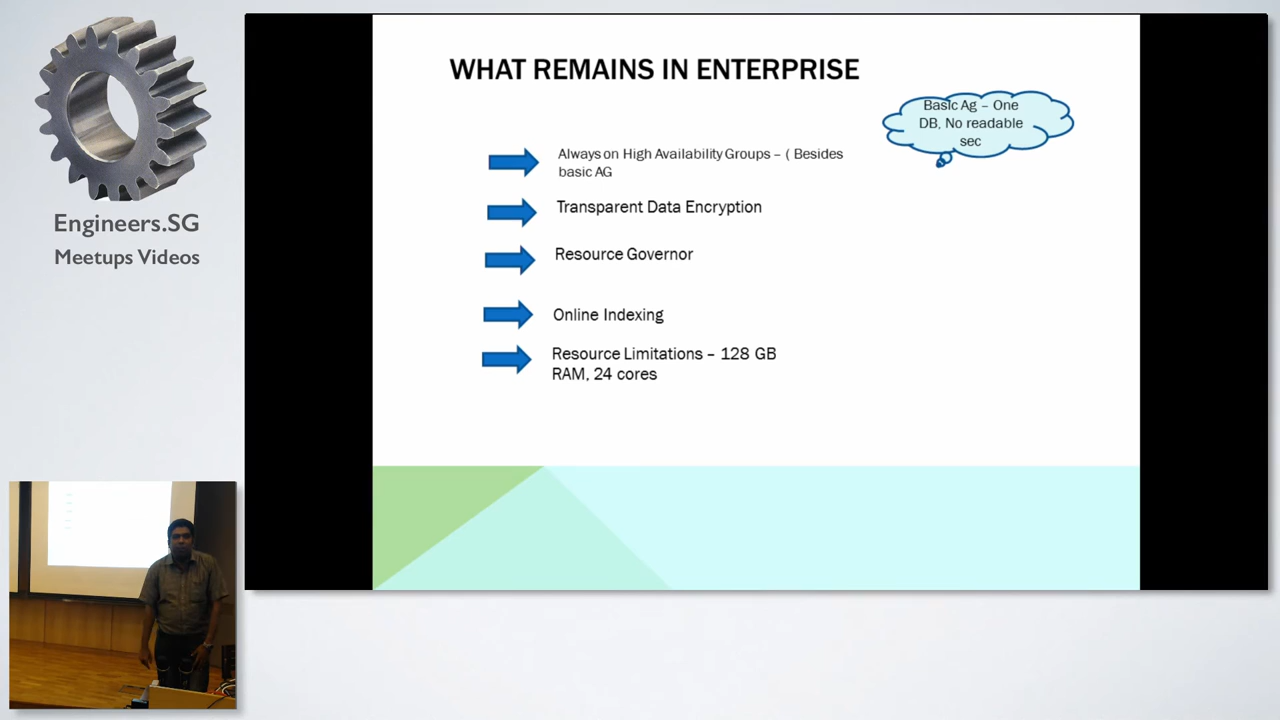 Engineers.SG
Meetups Videos
WHAT REMAINS IN ENTERPRISE
Basic Ag – One
DB, No readable
sec
Always on High Availability Groups – ( Besides
basic AG
Transparent Data Encryption
Resource Governor
Online Indexing
Resource Limitations – 128 GB
RAM, 24 cores